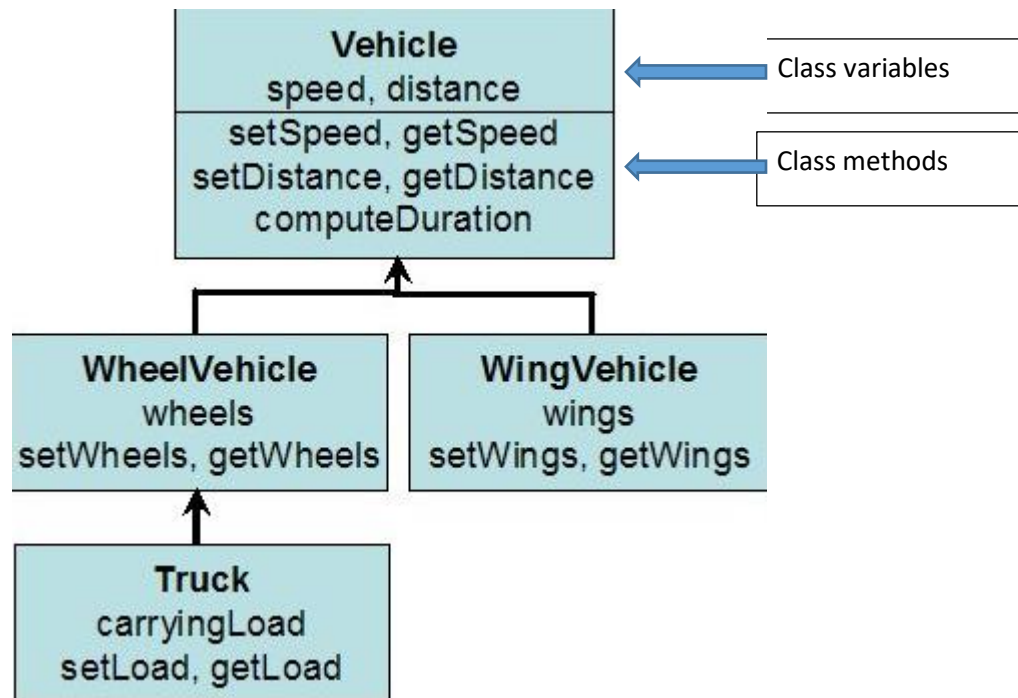 Vehicle
speed, distance
setSpeed, getSpeed
setDistance, getDistance
computeDuration
Class variables
Class methods
WheelVehicle
wheels
setWheels, getWheels
WingVehicle
wings
setWings, getWings
Truck
carryingLoad
setLoad, getLoad